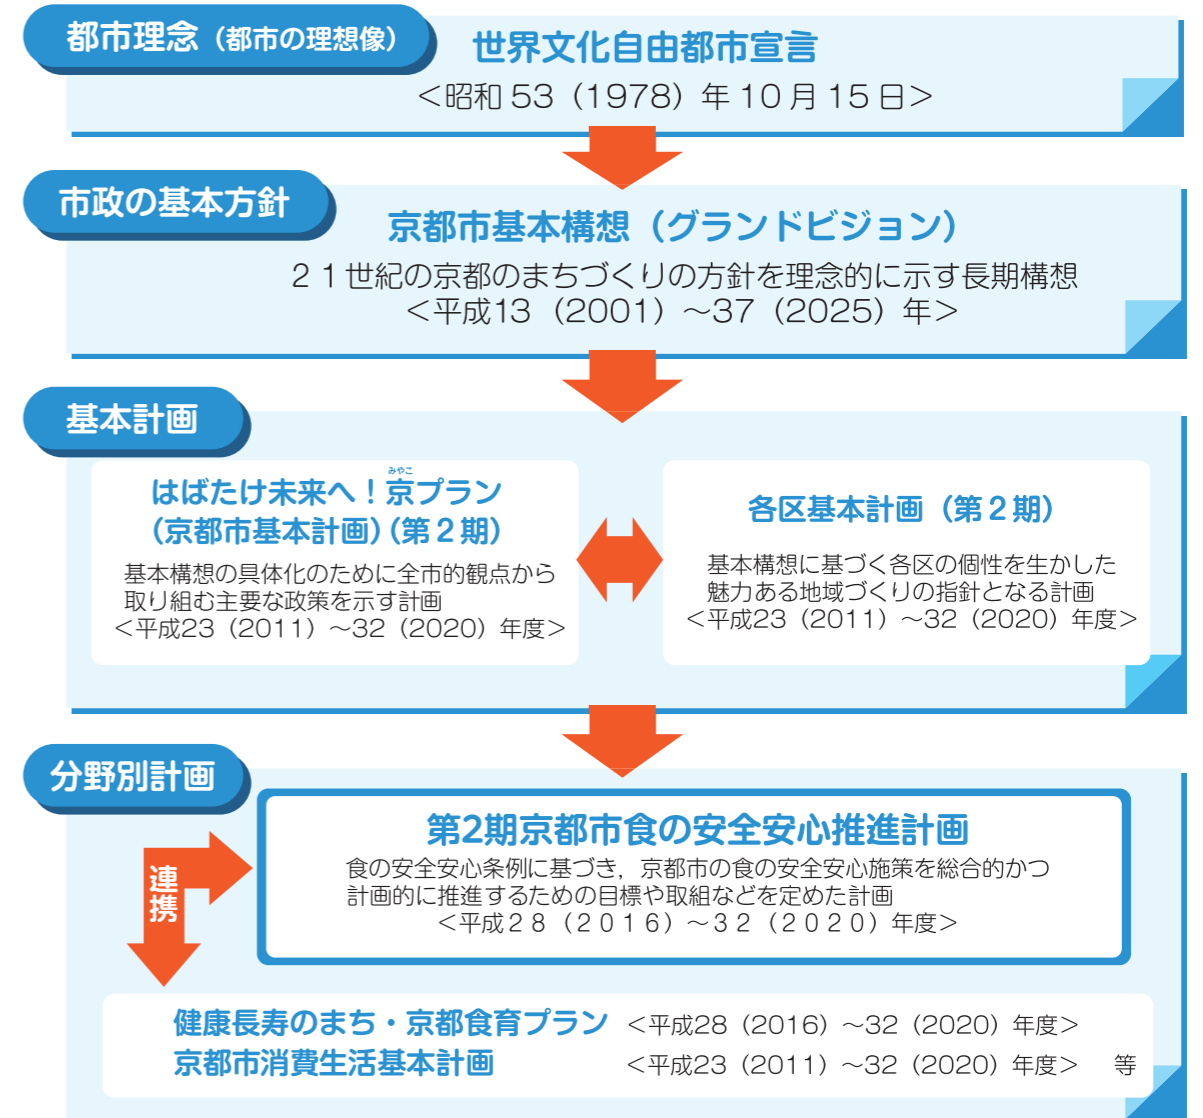 都市理念（都市の理想像）
世界文化自由都市宣言
＜昭和 53（1978）年 10 月 15 日＞
市政の基本方針
京都市基本構想（グランドビジョン）
２１世紀の京都のまちづくりの方針を理念的に示す長期構想
＜平成13（2001）～37（2025）年＞
基本計画
みやこ
はばたけ未来へ！京プラン
（京都市基本計画）（第２期）
基本構想の具体化のために全市的観点から
取り組む主要な政策を示す計画
＜平成23（2011）～32（2020）年度＞
各区基本計画（第２期）
基本構想に基づく各区の個性を生かした
魅力ある地域づくりの指針となる計画
＜平成23（2011）～32（2020）年度＞
分野別計画
第2期京都市食の安全安心推進計画
食の安全安心条例に基づき，京都市の食の安全安心施策を総合的かつ
計画的に推進するための目標や取組などを定めた計画
＜平成２８（２０１６）～３２（２０２０）年度＞
連携
健康長寿のまち・京都食育プラン ＜平成28（2016）～32（2020）年度＞
京都市消費生活基本計画 ＜平成23（2011）～32（2020）年度＞ 等